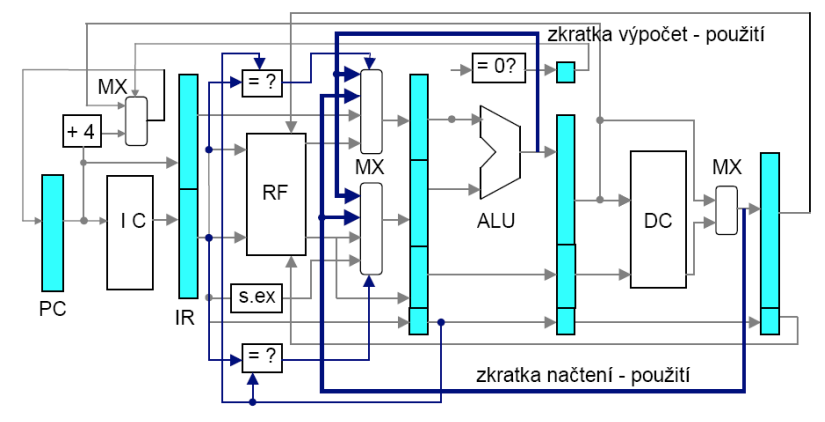 zkratka výpočet - použití
= 0?
= ?
MX
+ 4
MX
RF
I C
ALU
DC
MX
PC
s.ex
IR
= ?
zkratka načtení - použití